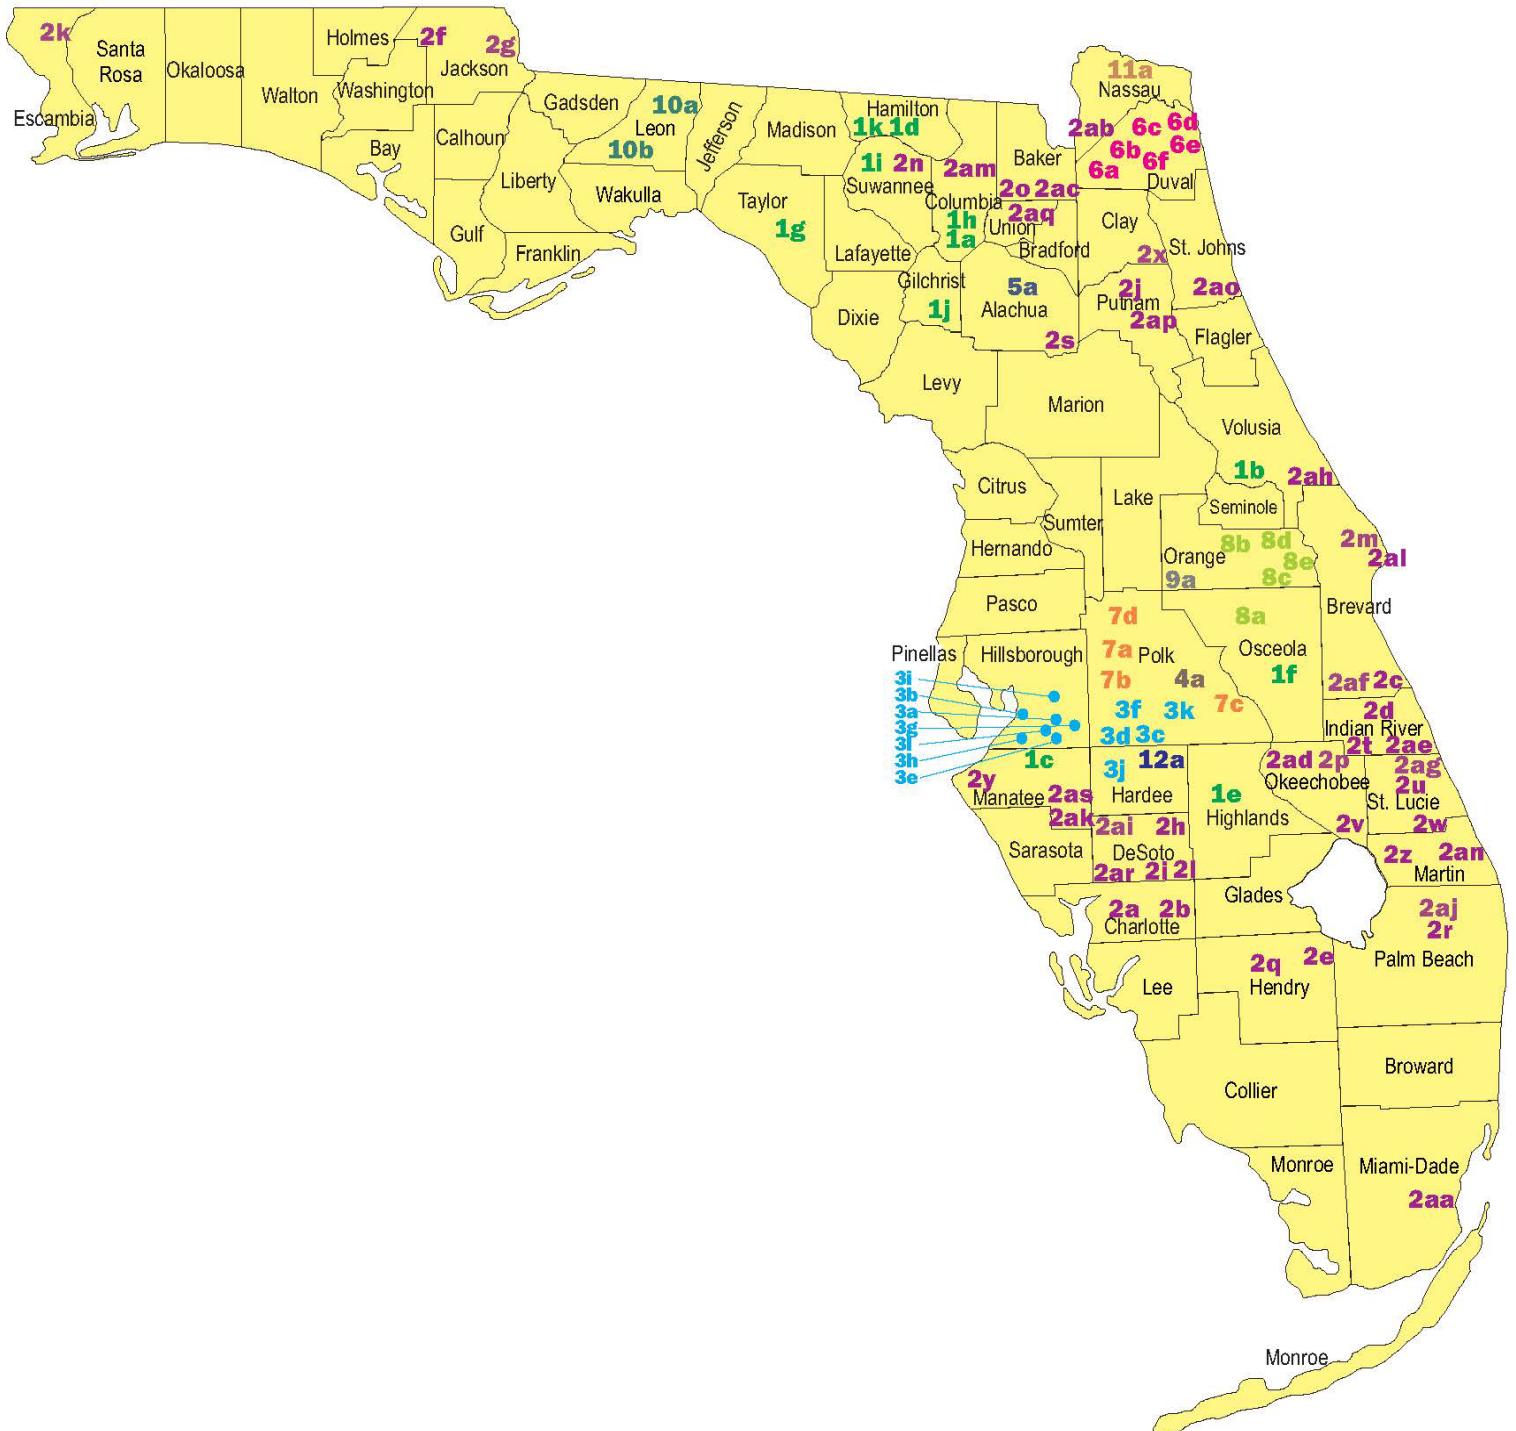 2k
Santa
Rosa
Okaloosa
Walton
Holmes
2f
2g
Jackson
Washington
Escambia
Bay
Calhoun
Gulf
Liberty
Franklin
Gadsden
10a
Leon
10b
Wakulla
Jefferson
Madison
Taylor
1g
Hamilton
1k 1d
1i 2n
Suwannee
Lafayette
Dixie
2am
Columbia
1h
1a
Gilchrist
1j
Baker
2o 2ac
2aq
Union
Bradford
11a
Nassau
2ab
6c 6d
6b 6e
6a 6f
Duval
Clay
2x
St. Johns
2ao
5a
Alachua
2s
2j
Putnam
2ap
Flagler
Levy
Marion
Volusia
1b
2ah
Citrus
Sumter
Lake
Seminole
Hernando
Orange
8b 8d
8e
9a
8c
2m
2al
Brevard
Pasco
7d
8a
Osceola
1f
Pinellas
Hillsborough
7a Polk
7b 4a
7c
3f 3k
3d 3c
3i
3b
3a
3g
3l
3h
3e
2af 2c
2d
Indian River
2t 2ae
1c
2y
Manatee 2as
2ak
3j 12a
Hardee
1e
Highlands
2ad 2p
Okeechobee
2v
2ag
2u
St. Lucie
2w
Sarasota
2ai 2h
DeSoto
2ar 2i 2l
Glades
2z 2an
Martin
2a 2b
Charlotte
2aj
2r
Palm Beach
Lee
2q 2e
Hendry
Collier
Broward
Monroe
Miami-Dade
2aa
Monroe